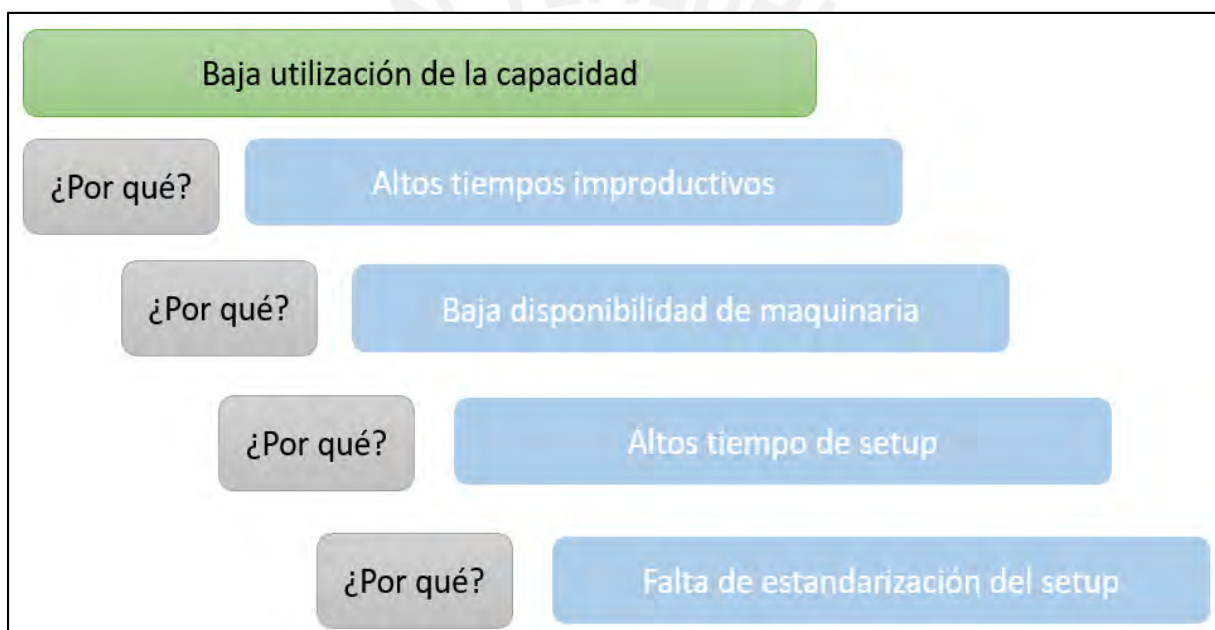 Baja utilización de la capacidad
¿Por qué? Altos tiempos improductivos
¿Por qué? Baja disponibilidad de maquinaria
¿Por qué? Altos tiempo de setup
¿Por qué? Falta de estandarización del setup